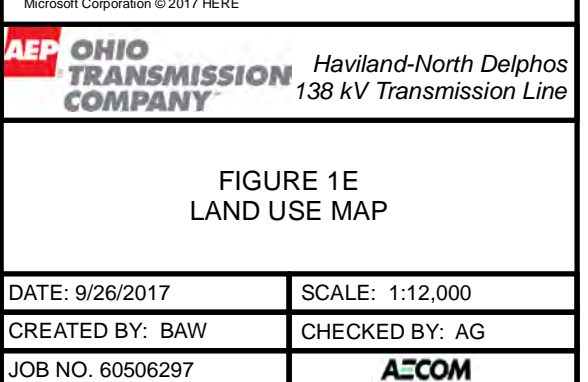 Microsoft Corporation © 2017 HERE
AEP OHIO
TRANSMISSION
COMPANY
Haviland-North Delphos
138 kV Transmission Line
FIGURE 1E
LAND USE MAP
DATE: 9/26/2017
SCALE: 1:12,000
CREATED BY: BAW
CHECKED BY: AG
JOB NO. 60506297
AECOM